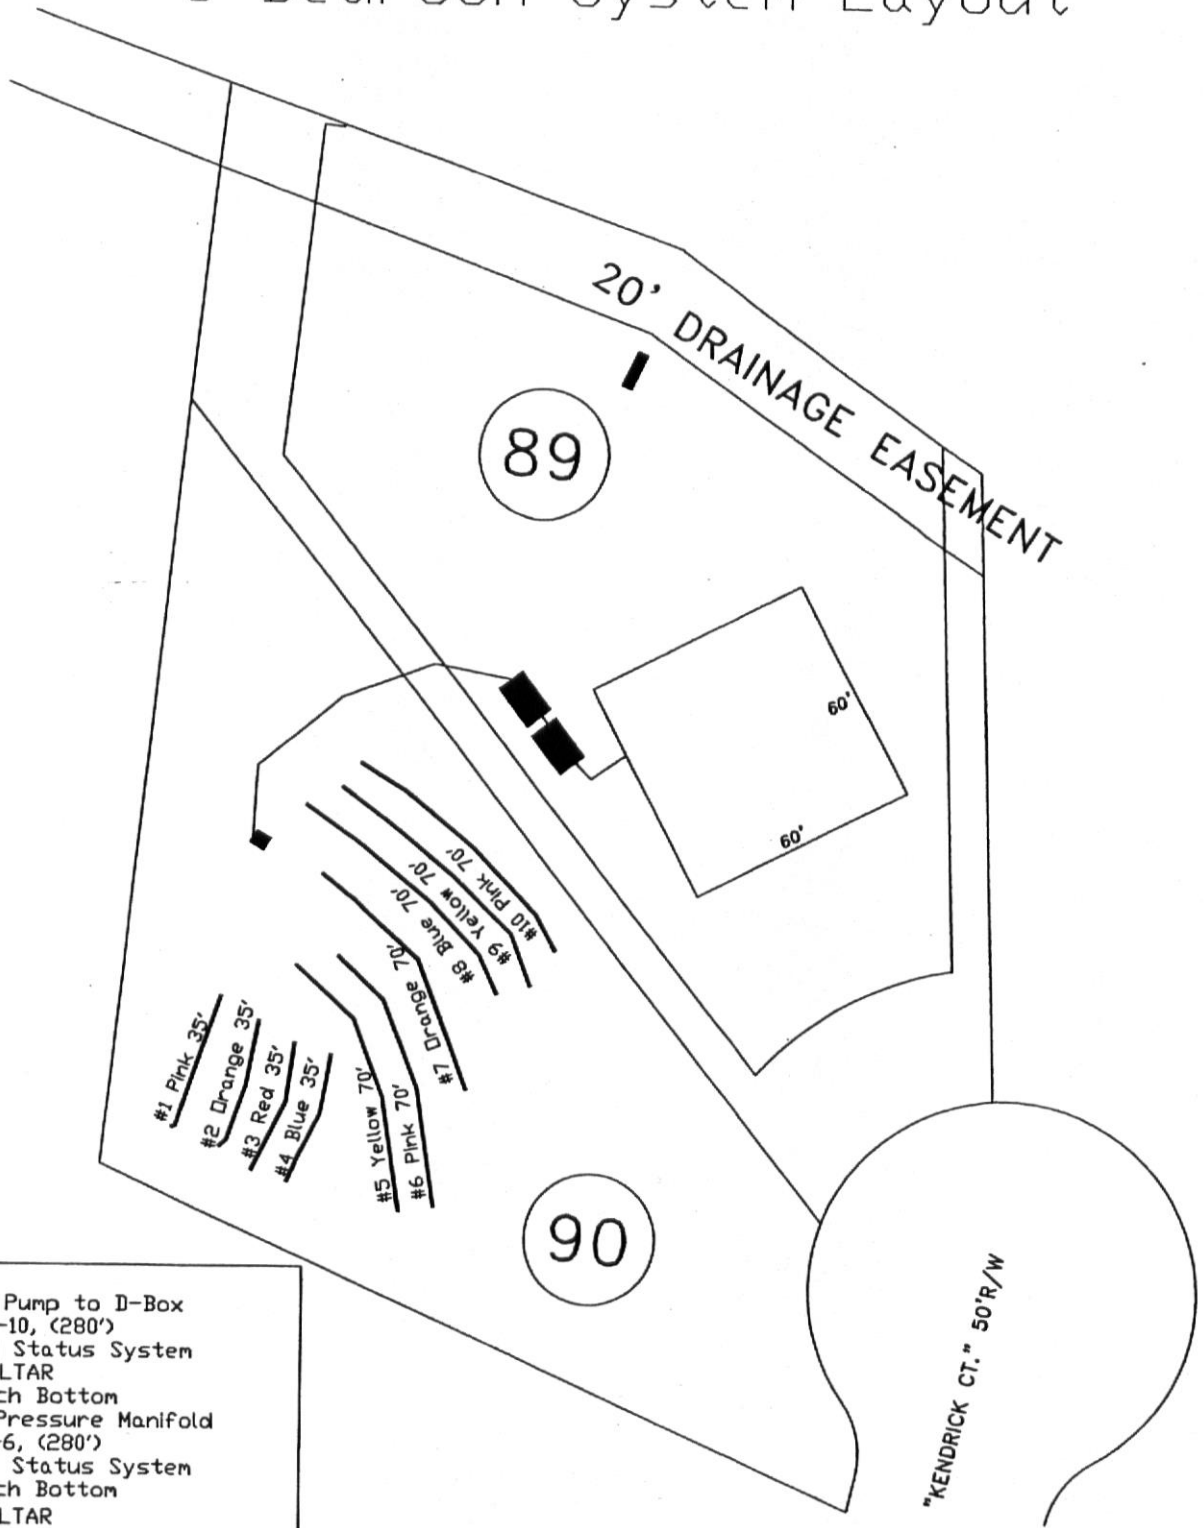 Bedroom System Layout
20' DRAINAGE EASEMENT
89
60'
60'
#10 Pink 70'
#9 Yellow 70'
#8 Blue 70'
#7 Orange 70'
#1 Pink 35'
#2 Orange 35'
#3 Red 35'
#4 Blue 35'
#5 Yellow 70'
#6 Pink 70'
90
"KENDRICK CT." 50'R/W
Pump to D-Box
-10, (280')
Status System
LTAR
ch Bottom
Pressure Manifold
-6, (280')
Status System
ch Bottom
LTAR